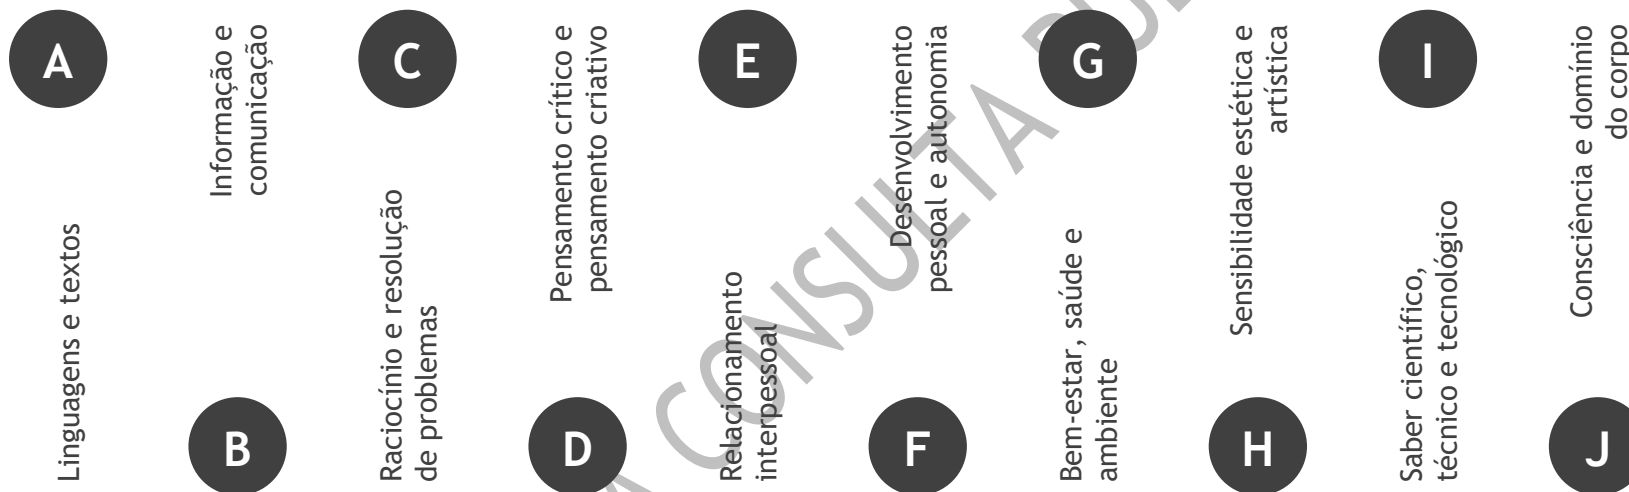 A
Linguagens e textos
Informação e
comunicação
B
C
Raciocínio e resolução
de problemas
Pensamento crítico e
pensamento criativo
D
E
Relacionamento
interpessoal
Desenvolvimento
pessoal e autonomia
F
G
Bem-estar, saúde e
ambiente
Sensibilidade estética e
artística
H
I
Saber científico,
técnico e tecnológico
Consciência e domínio
do corpo
J
CONSULTA